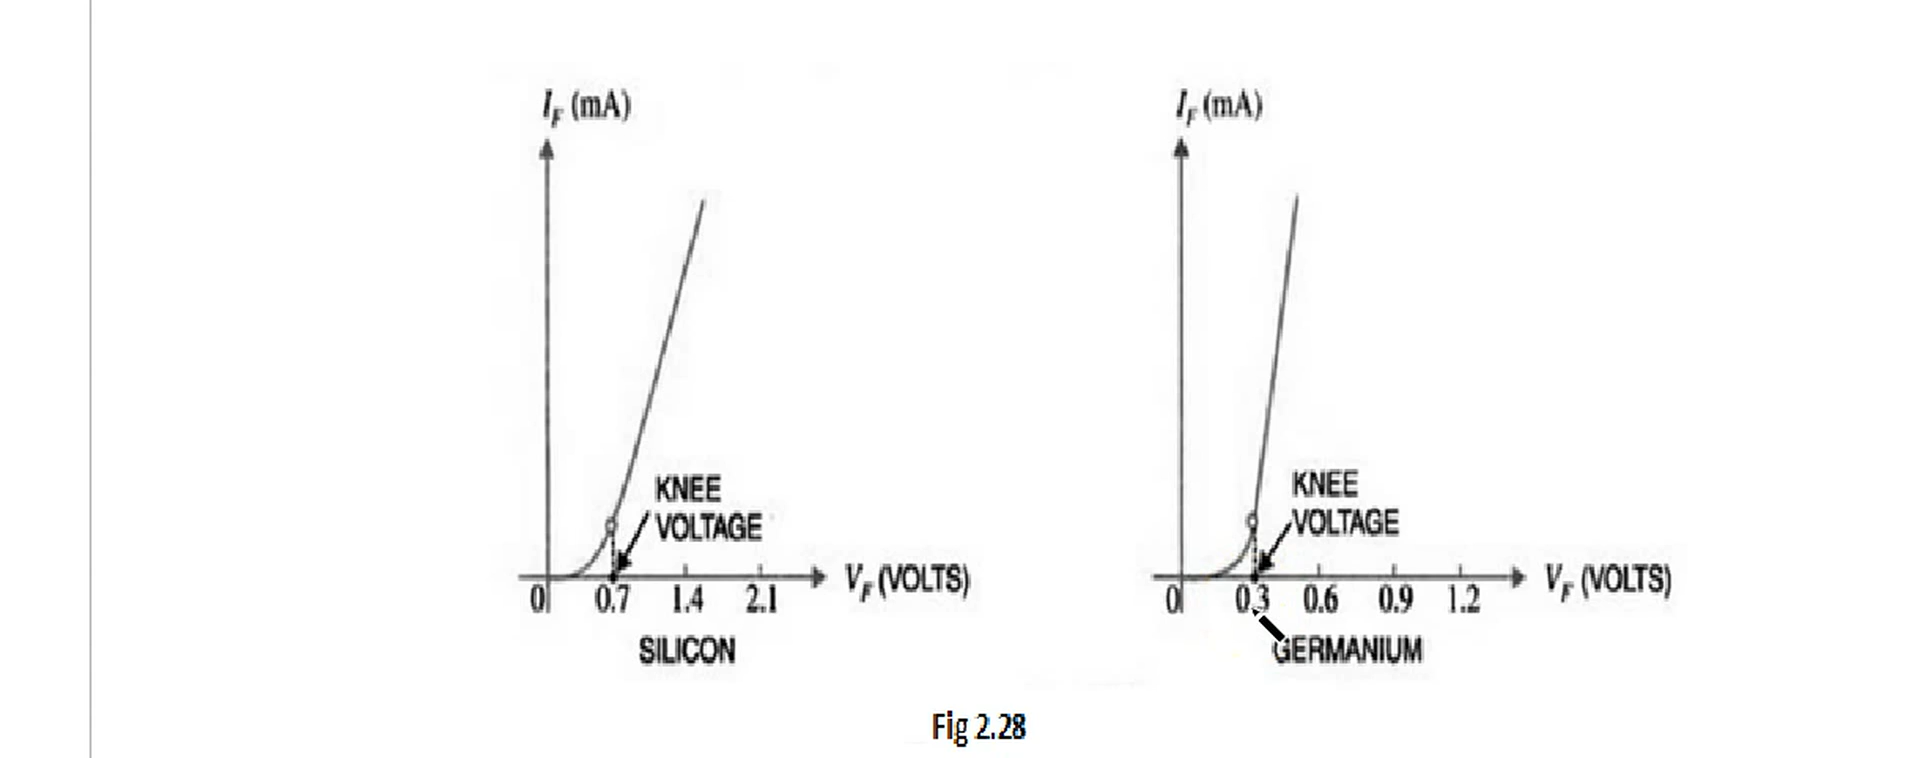 I_F (mA)
KNEE
VOLTAGE
V_F (VOLTS)
0 0.7 1.4 2.1
SILICON
I_F (mA)
KNEE
VOLTAGE
V_F (VOLTS)
0 0.3 0.6 0.9 1.2
GERMANIUM
Fig 2.28